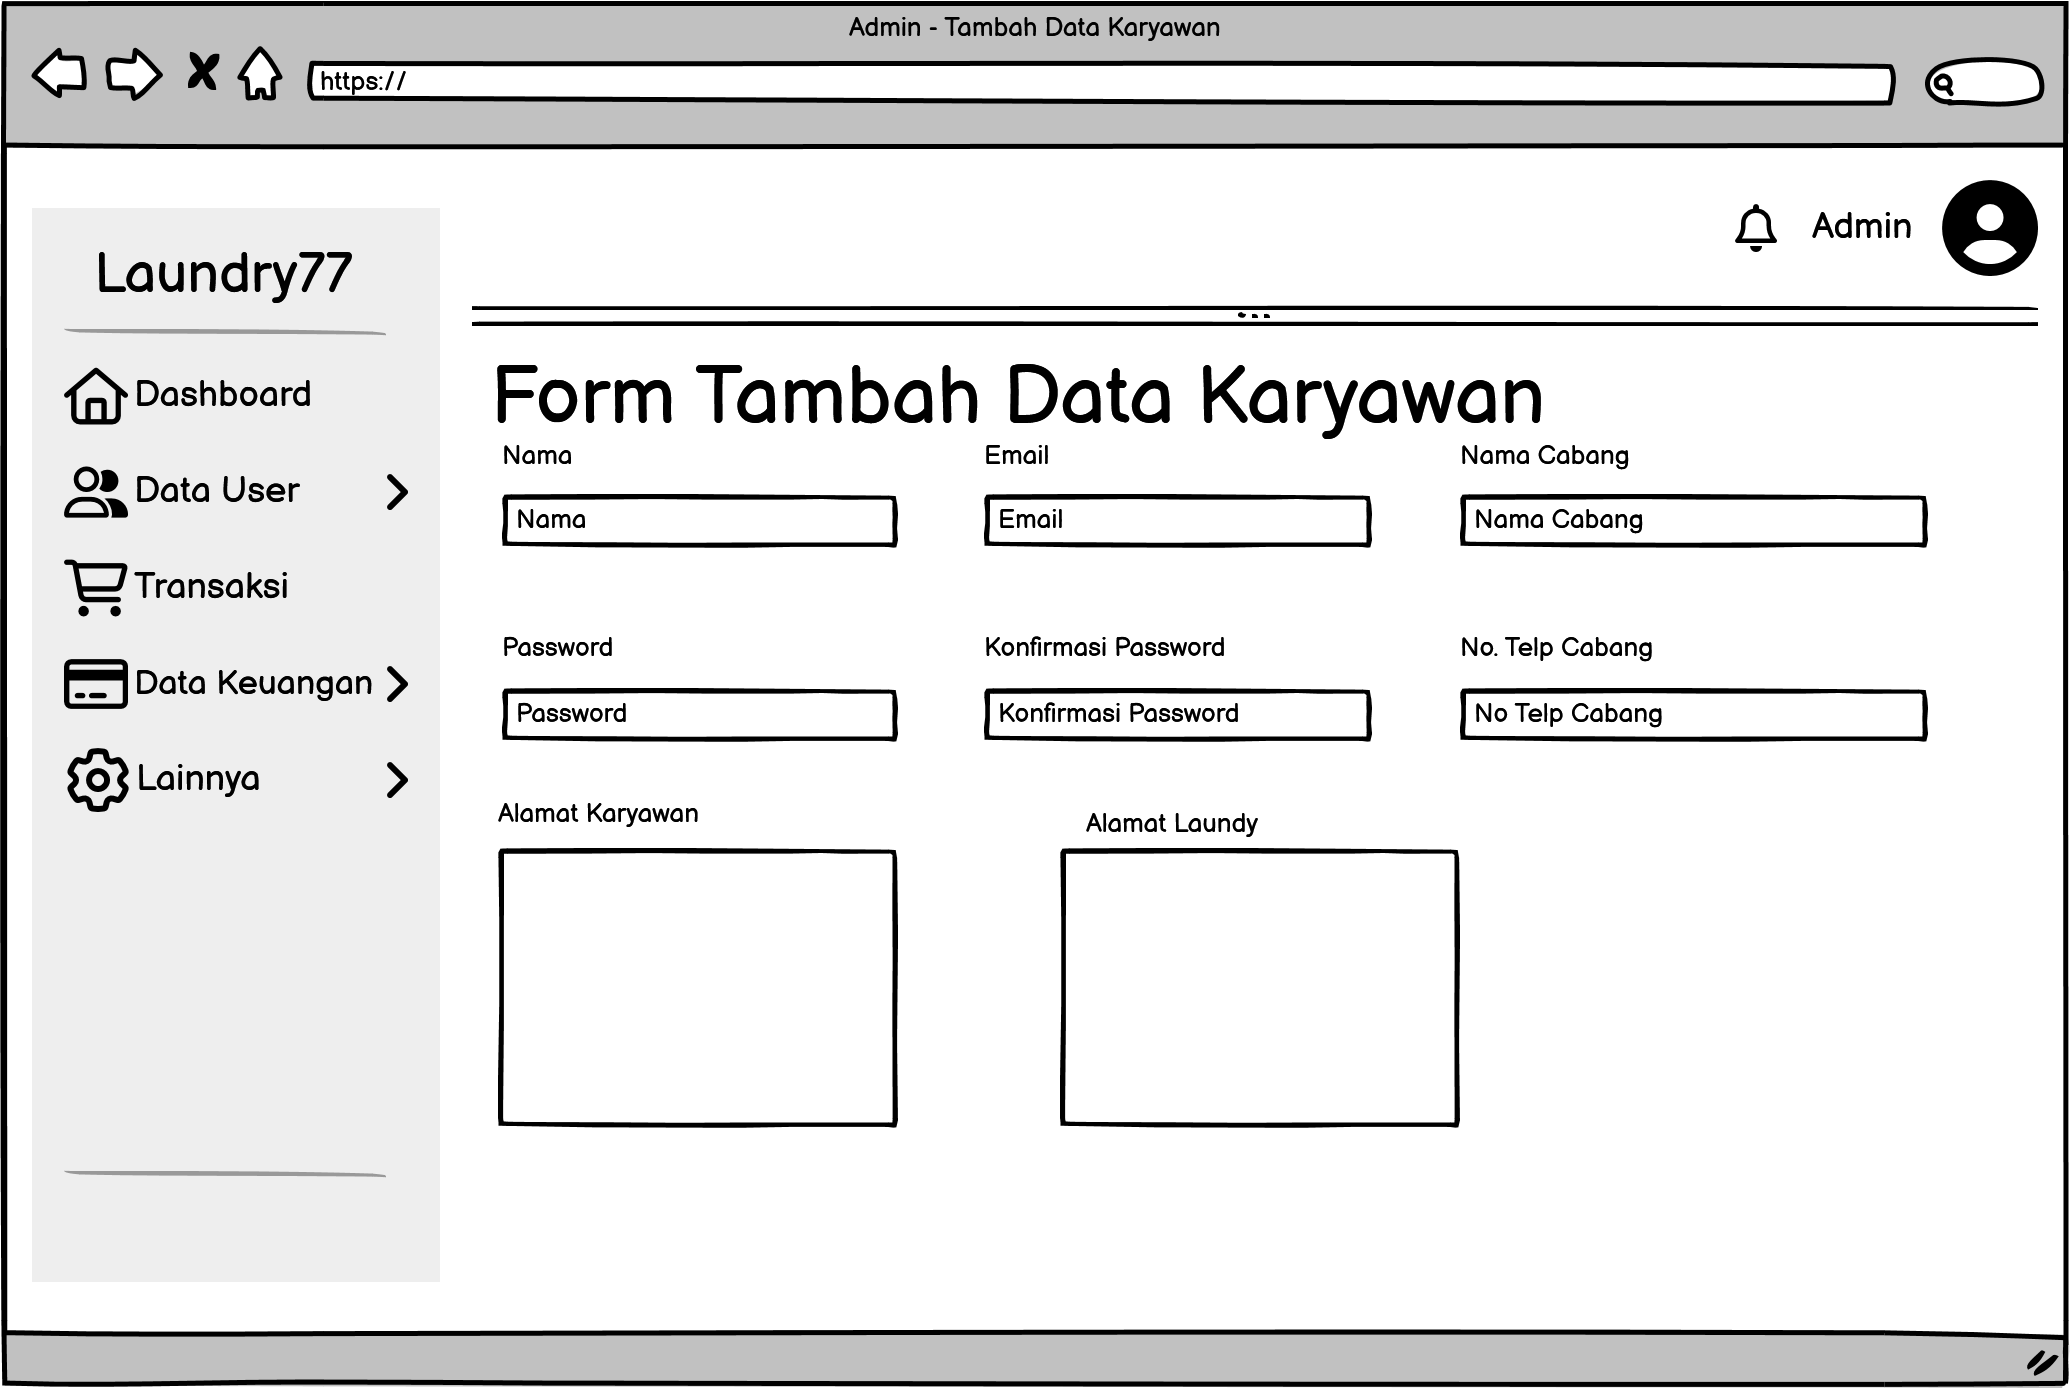 Admin - Tambah Data Karyawan
https://
Admin
Laundry77
Dashboard
Data User
Transaksi
Data Keuangan
Lainnya
Form Tambah Data Karyawan
Nama
Email
Nama Cabang
Nama
Email
Nama Cabang
Password
Konfirmasi Password
No. Telp Cabang
Password
Konfirmasi Password
No Telp Cabang
Alamat Karyawan
Alamat Laundy